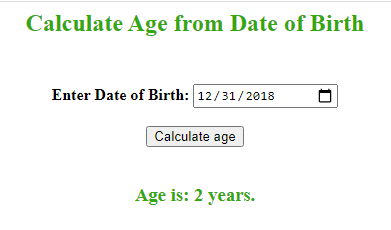 Calculate Age from Date of Birth
Enter Date of Birth: 12/31/2018
Calculate age
Age is: 2 years.